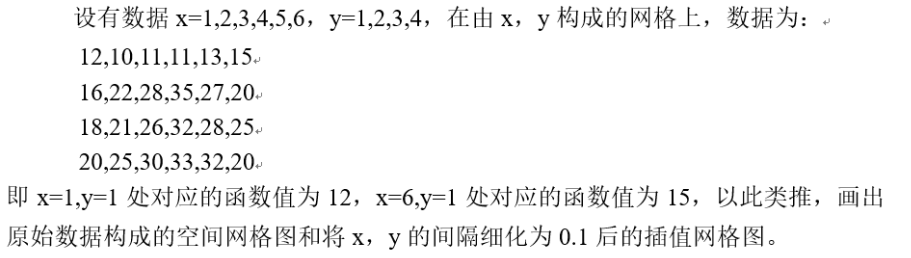 设有数据 x=1,2,3,4,5,6，y=1,2,3,4，在由 x，y 构成的网格上，数据为：
12,10,11,11,13,15
16,22,28,35,27,20
18,21,26,32,28,25
20,25,30,33,32,20
即 x=1,y=1 处对应的函数值为 12，x=6,y=1 处对应的函数值为 15，以此类推，画出
原始数据构成的空间网格图和将 x，y 的间隔细化为 0.1 后的插值网格图。